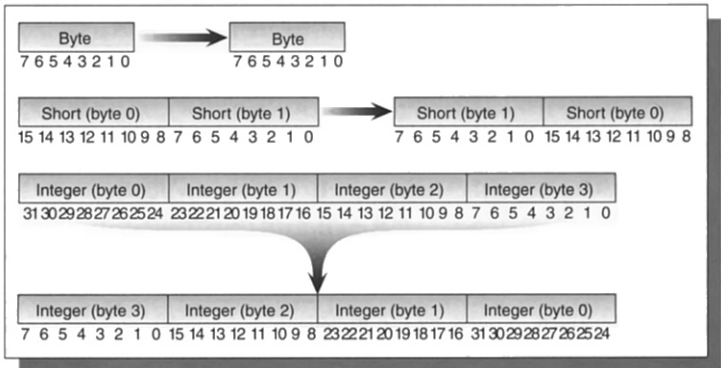 Byte Byte
7 6 5 4 3 2 1 0 7 6 5 4 3 2 1 0
Short (byte 0) Short (byte 1) Short (byte 1) Short (byte 0)
15 14 13 12 11 10 9 8 7 6 5 4 3 2 1 0 7 6 5 4 3 2 1 0 15 14 13 12 11 10 9 8
Integer (byte 0) Integer (byte 1) Integer (byte 2) Integer (byte 3)
31 30 29 28 27 26 25 24 23 22 21 20 19 18 17 16 15 14 13 12 11 10 9 8 7 6 5 4 3 2 1 0
Integer (byte 3) Integer (byte 2) Integer (byte 1) Integer (byte 0)
7 6 5 4 3 2 1 0 15 14 13 12 11 10 9 8 23 22 21 20 19 18 17 16 31 30 29 28 27 26 25 24